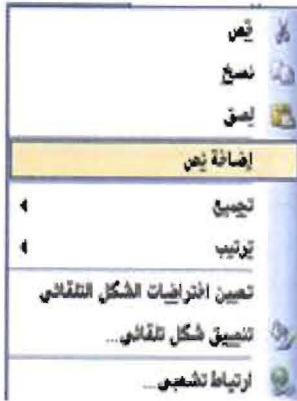 قص
نسخ
لصق
إضافة نص
تجميع
ترتيب
تعيين افتراضيات الشكل التلقائي
تنسيق شكل تلقائي...
ارتباط تشعبي...